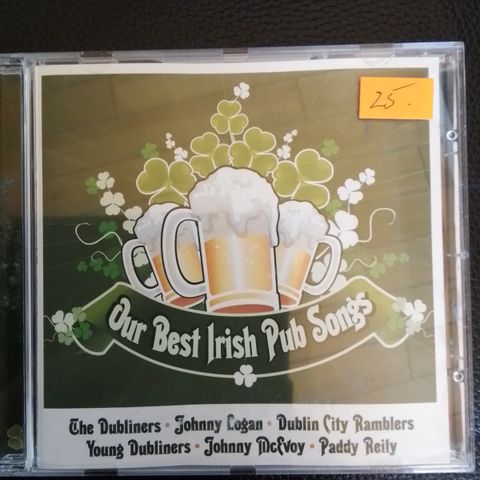 25.
Our Best Irish Pub Songs
The Dubliners • Johnny Logan • Dublin City Ramblers
Young Dubliners • Johnny McEvoy • Paddy Reily